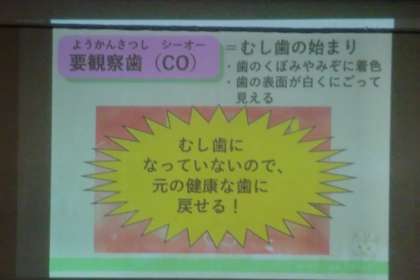 ようかんさつし シーオー
要観察歯（CO）
＝むし歯の始まり
・歯のくぼみやみぞに着色
・歯の表面が白くにごって
見える
むし歯に
なっていないので、
元の健康な歯に
戻せる！